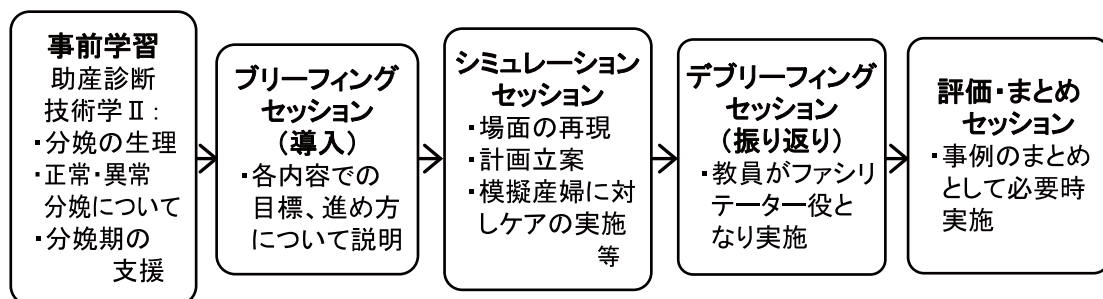 事前学習
助産診断
技術学Ⅱ:
・分娩の生理
・正常・異常
分娩について
・分娩期の
支援
ブリーフィング
セッション
(導入)
・各内容での
目標、進め方
について説明
シミュレーション
セッション
・場面の再現
・計画立案
・模擬産婦に対
しケアの実施
等
デブリーフィング
セッション
(振り返り)
・教員がファシリ
テーター役と
なり実施
評価・まとめ
セッション
・事例のまとめ
として必要時
実施